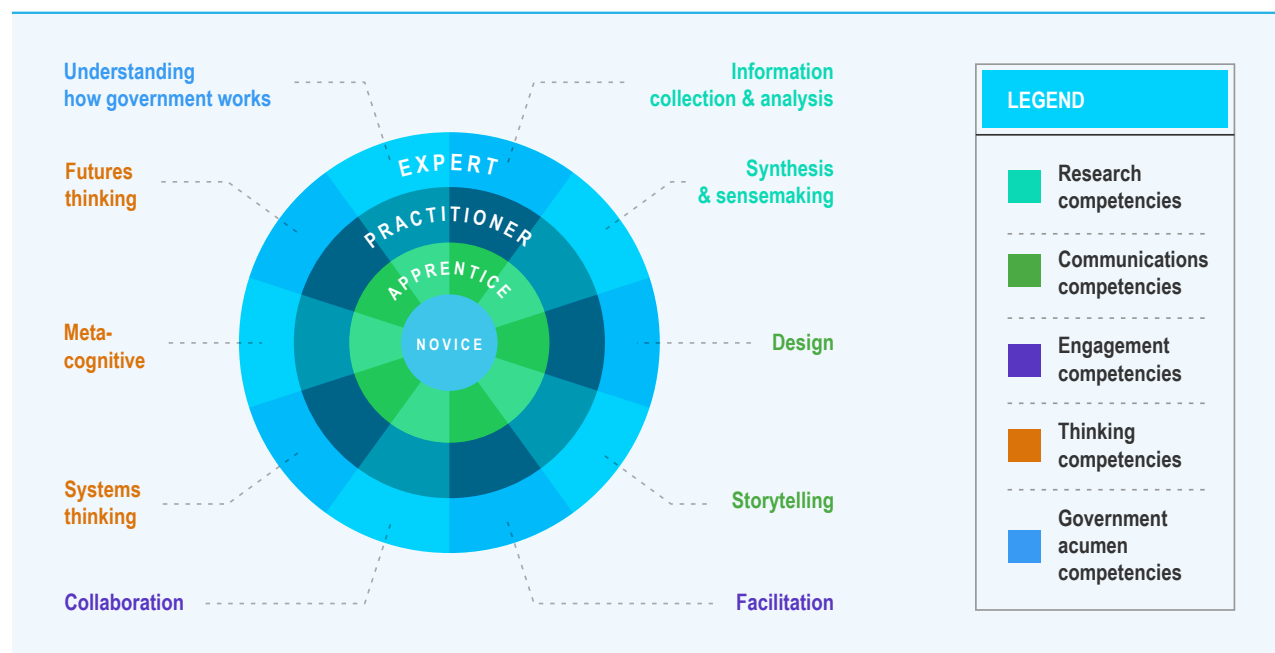 Understanding
how government works
Futures
thinking
Meta-
cognitive
Systems
thinking
Collaboration
EXPERT
PRACTITIONER
APPRENTICE
NOVICE
Information
collection & analysis
Synthesis
& sensemaking
Design
Storytelling
Facilitation
LEGEND
Research
competencies
Communications
competencies
Engagement
competencies
Thinking
competencies
Government
acumen
competencies